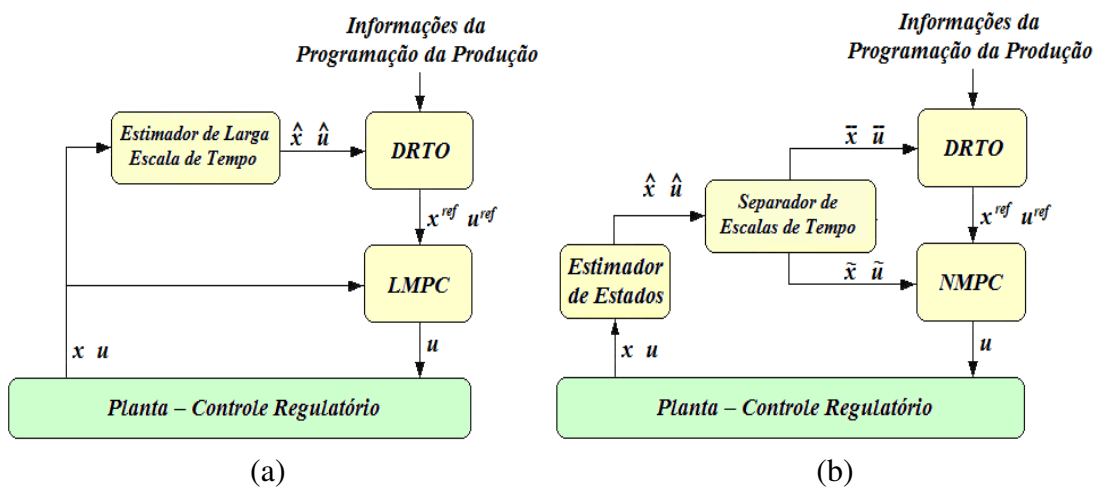 Informações da
Programação da Produção
Estimador de Larga
Escala de Tempo
x̂ û
DRTO
x^ref u^ref
LMPC
x u
u
Planta – Controle Regulatório
(a)
Informações da
Programação da Produção
x̄ ū
DRTO
x̂ û
Separador de
Escalas de Tempo
x^ref u^ref
Estimador
de Estados
x̃ ũ
NMPC
x u
u
Planta – Controle Regulatório
(b)